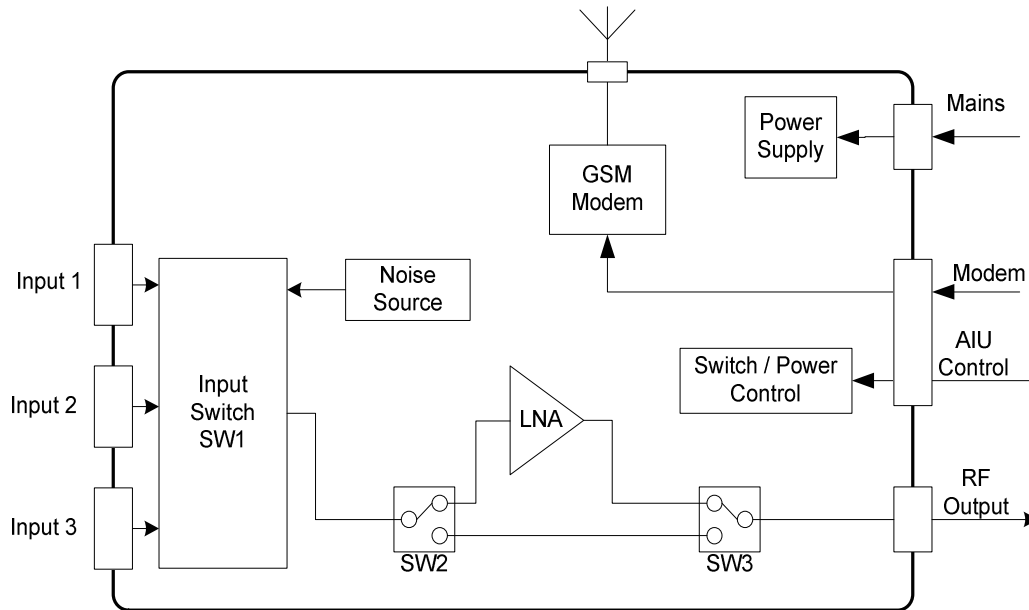 Mains
Power
Supply
GSM
Modem
Input 1
Noise
Source
Modem
AIU
Control
Switch / Power
Control
Input 2
Input
Switch
SW1
LNA
Input 3
RF
Output
SW2
SW3